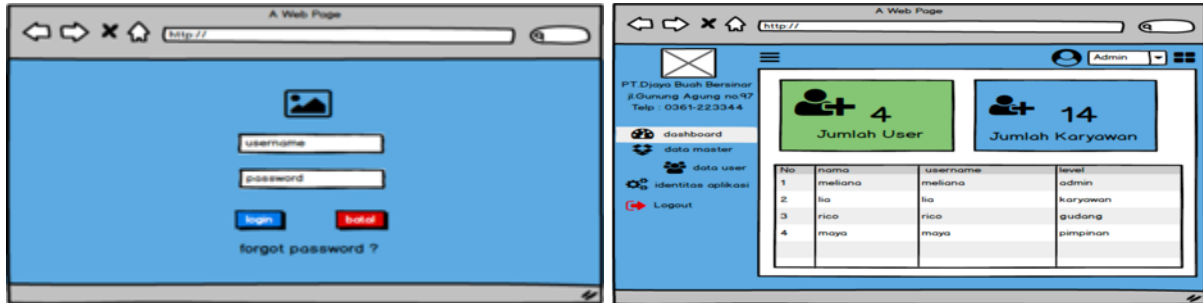 A Web Page
http://
username
password
login batal
forgot password ?
A Web Page
http://
PT.Djaya Buah Bersinar
jl.Gunung Agung no.97
Telp : 0361-223344
Admin
dashboard
data master
data user
identitas aplikasi
Logout
4
Jumlah User
14
Jumlah Karyawan
No nama username level
1 meliana meliana admin
2 lia lia karyawan
3 rico rico gudang
4 maya maya pimpinan